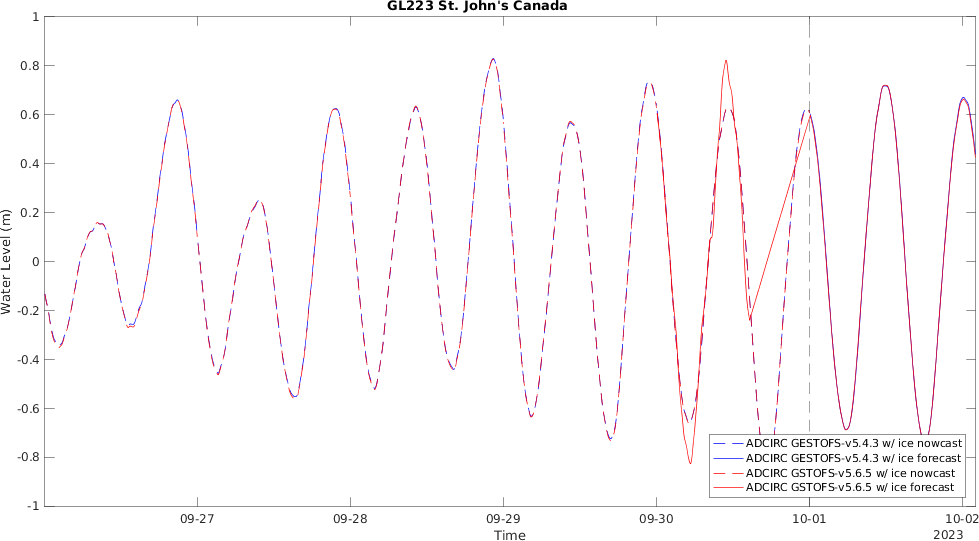 GL223 St. John's Canada
1
0.8
0.6
0.4
0.2
0
-0.2
-0.4
-0.6
-0.8
-1
Water Level (m)
ADCIRC GESTOFS-v5.4.3 w/ ice nowcast
ADCIRC GESTOFS-v5.4.3 w/ ice forecast
ADCIRC GSTOFS-v5.6.5 w/ ice nowcast
ADCIRC GSTOFS-v5.6.5 w/ ice forecast
09-27 09-28 09-29 09-30 10-01 10-02
Time
2023